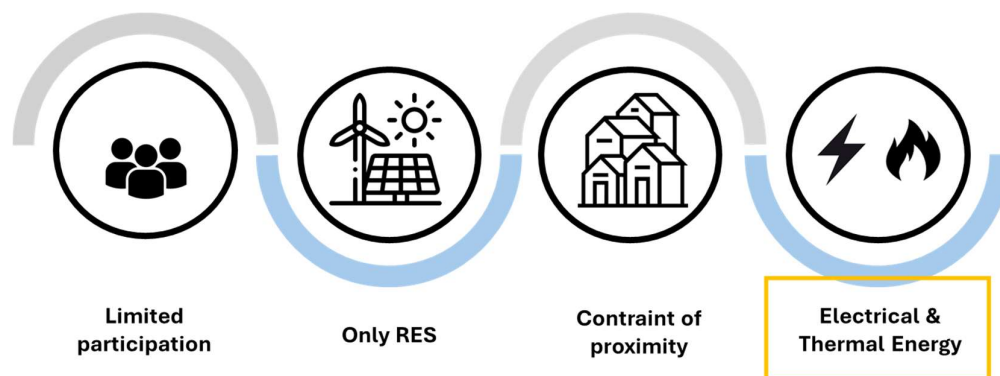 Limited
participation
Only RES
Contraint of
proximity
Electrical &
Thermal Energy